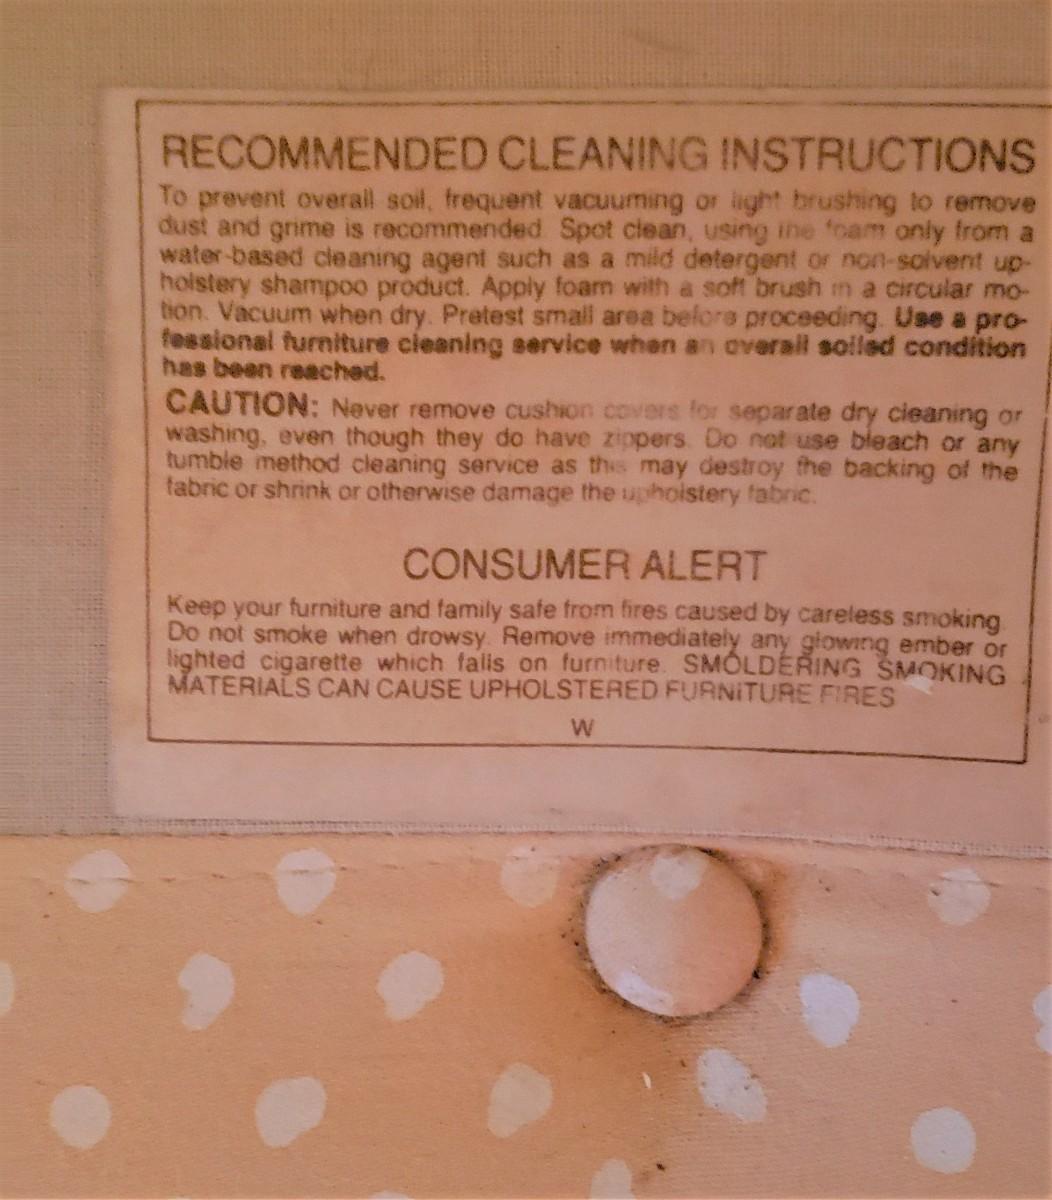 RECOMMENDED CLEANING INSTRUCTIONS
To prevent overall soil, frequent vacuuming or light brushing to remove
dust and grime is recommended. Spot clean, using the foam only from a
water-based cleaning agent such as a mild detergent or non-solvent up-
holstery shampoo product. Apply foam with a soft brush in a circular mo-
tion. Vacuum when dry. Pretest small area before proceeding. Use a pro-
fessional furniture cleaning service when an overall soiled condition
has been reached.
CAUTION: Never remove cushion covers for separate dry cleaning or
washing, even though they do have zippers. Do not use bleach or any
tumble method cleaning service as this may destroy the backing of the
fabric or shrink or otherwise damage the upholstery fabric.
CONSUMER ALERT
Keep your furniture and family safe from fires caused by careless smoking.
Do not smoke when drowsy. Remove immediately any glowing ember or
lighted cigarette which falls on furniture. SMOLDERING SMOKING
MATERIALS CAN CAUSE UPHOLSTERED FURNITURE FIRES
W